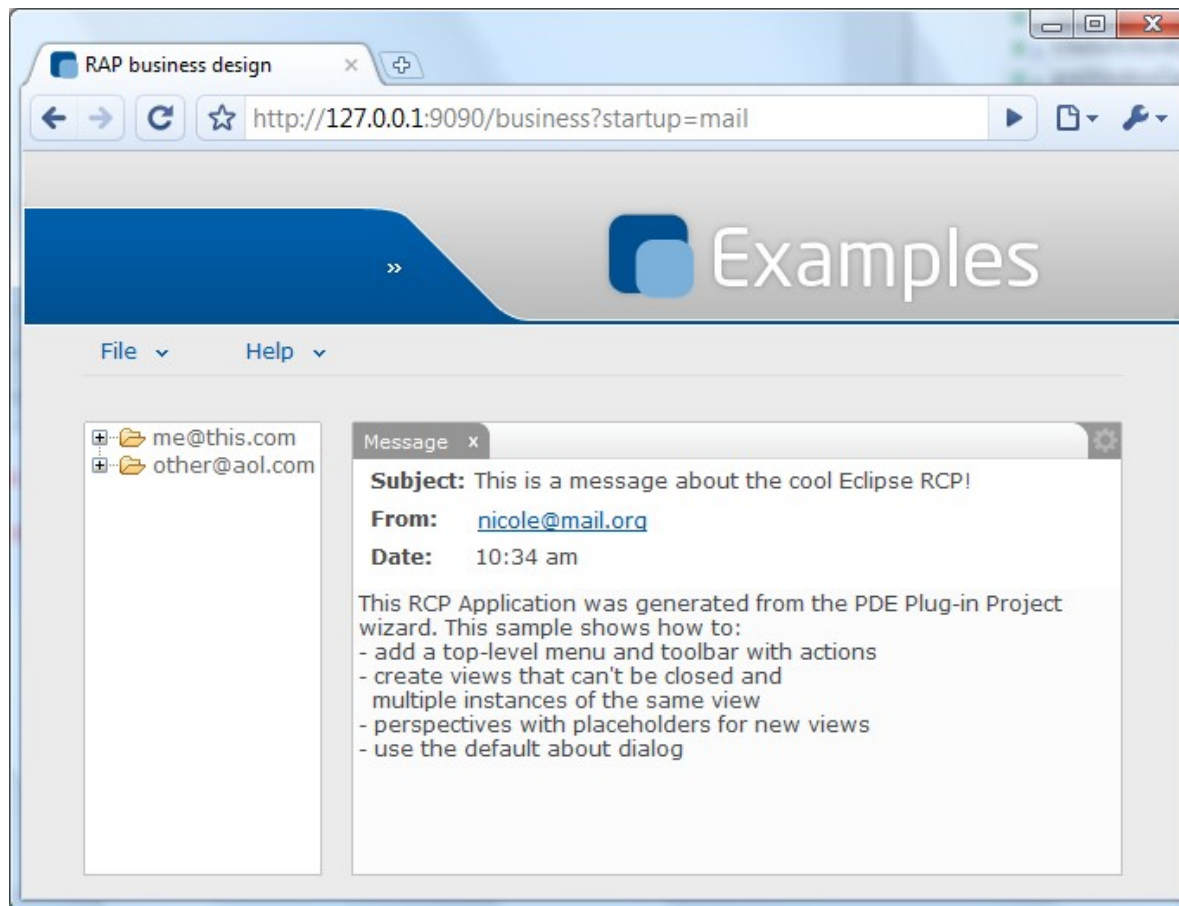 RAP business design
http://127.0.0.1:9090/business?startup=mail
Examples
File
Help
me@this.com
other@aol.com
Message x
Subject: This is a message about the cool Eclipse RCP!
From: nicole@mail.org
Date: 10:34 am
This RCP Application was generated from the PDE Plug-in Project
wizard. This sample shows how to:
- add a top-level menu and toolbar with actions
- create views that can't be closed and
multiple instances of the same view
- perspectives with placeholders for new views
- use the default about dialog